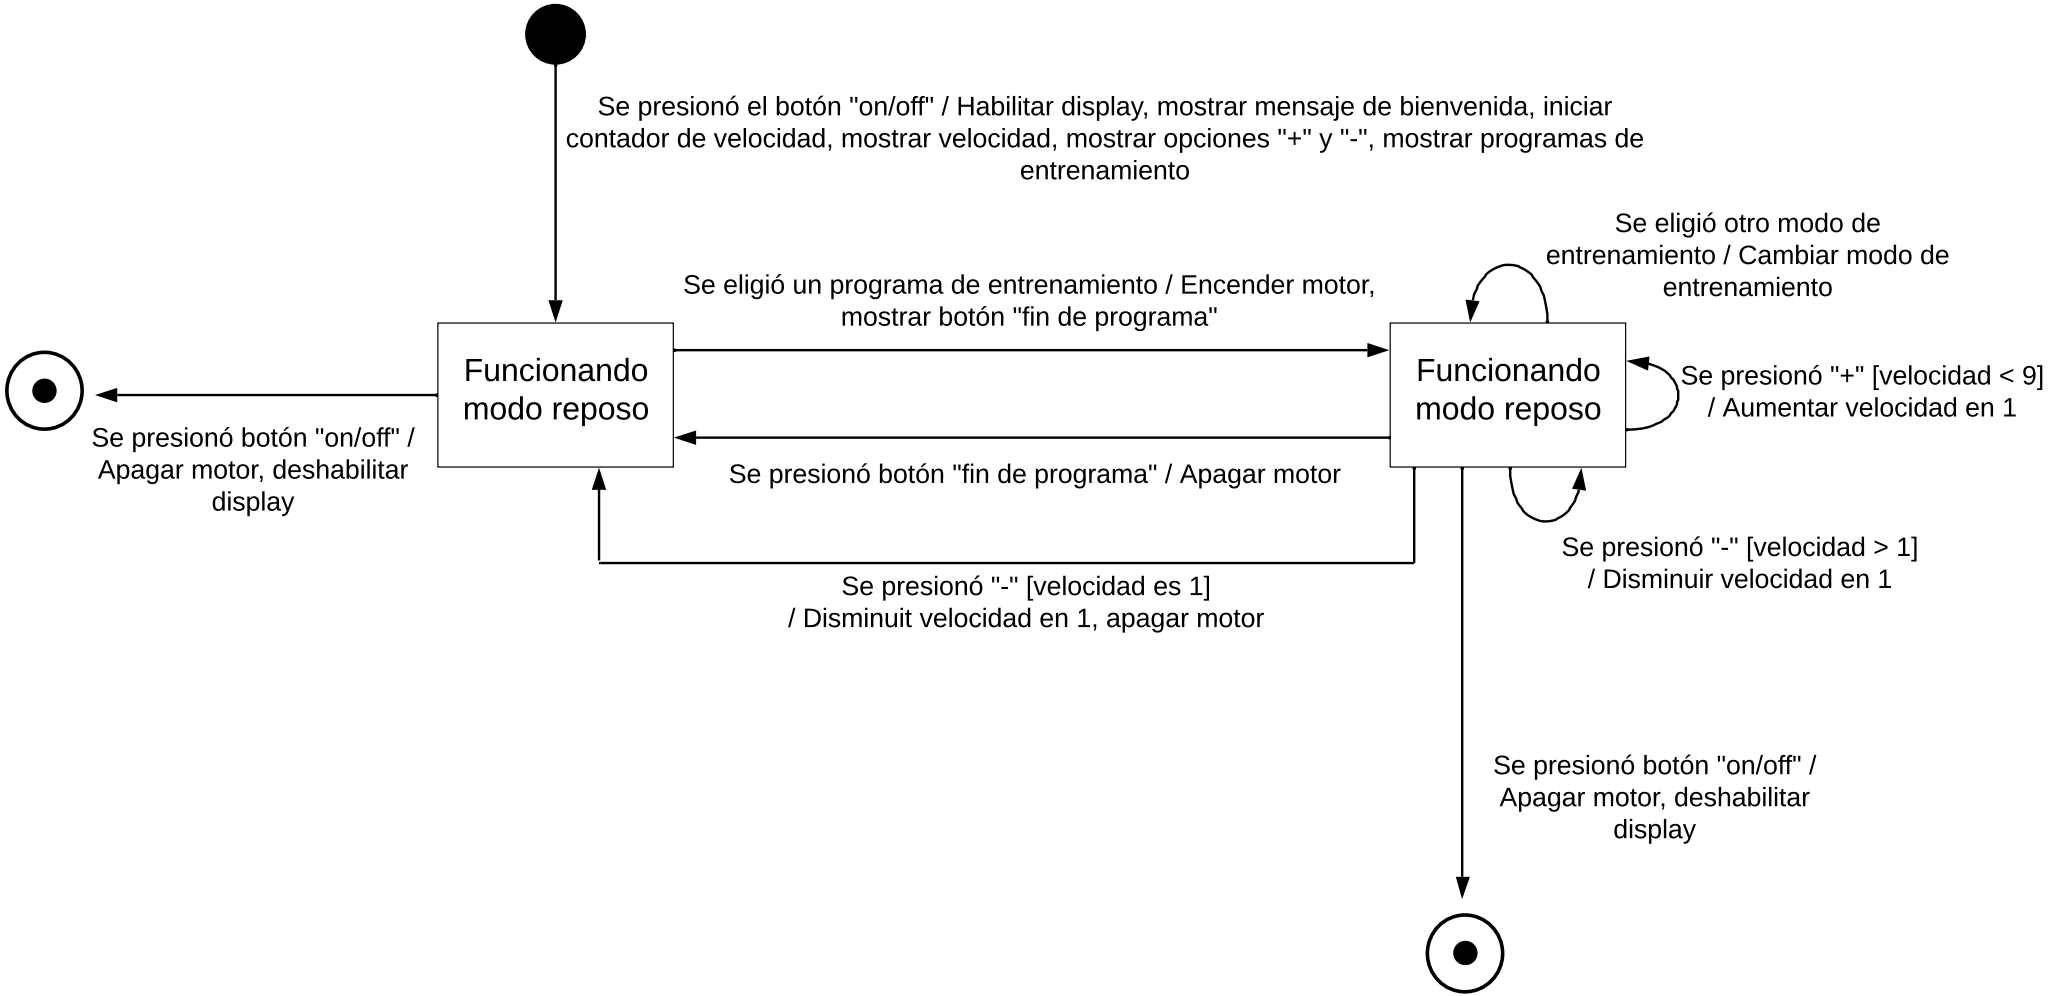 Se presionó el botón "on/off" / Habilitar display, mostrar mensaje de bienvenida, iniciar
contador de velocidad, mostrar velocidad, mostrar opciones "+" y "-", mostrar programas de
entrenamiento
Se eligió otro modo de
entrenamiento / Cambiar modo de
entrenamiento
Se eligió un programa de entrenamiento / Encender motor,
mostrar botón "fin de programa"
Funcionando
modo reposo
Funcionando
modo reposo
Se presionó "+" [velocidad < 9]
/ Aumentar velocidad en 1
Se presionó botón "on/off" /
Apagar motor, deshabilitar
display
Se presionó botón "fin de programa" / Apagar motor
Se presionó "-" [velocidad > 1]
/ Disminuir velocidad en 1
Se presionó "-" [velocidad es 1]
/ Disminuit velocidad en 1, apagar motor
Se presionó botón "on/off" /
Apagar motor, deshabilitar
display